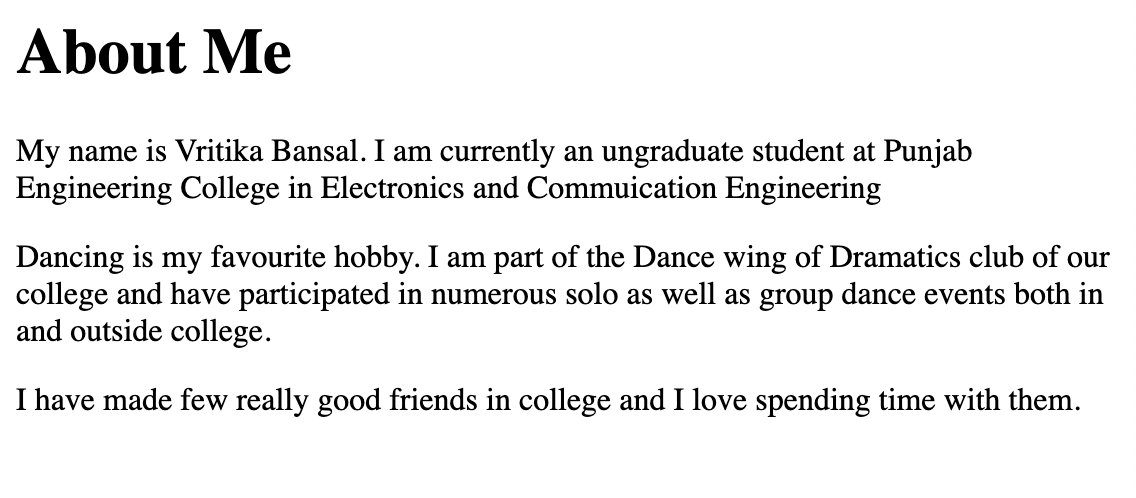 About Me
My name is Vritika Bansal. I am currently an ungraduate student at Punjab
Engineering College in Electronics and Commuication Engineering
Dancing is my favourite hobby. I am part of the Dance wing of Dramatics club of our
college and have participated in numerous solo as well as group dance events both in
and outside college.
I have made few really good friends in college and I love spending time with them.